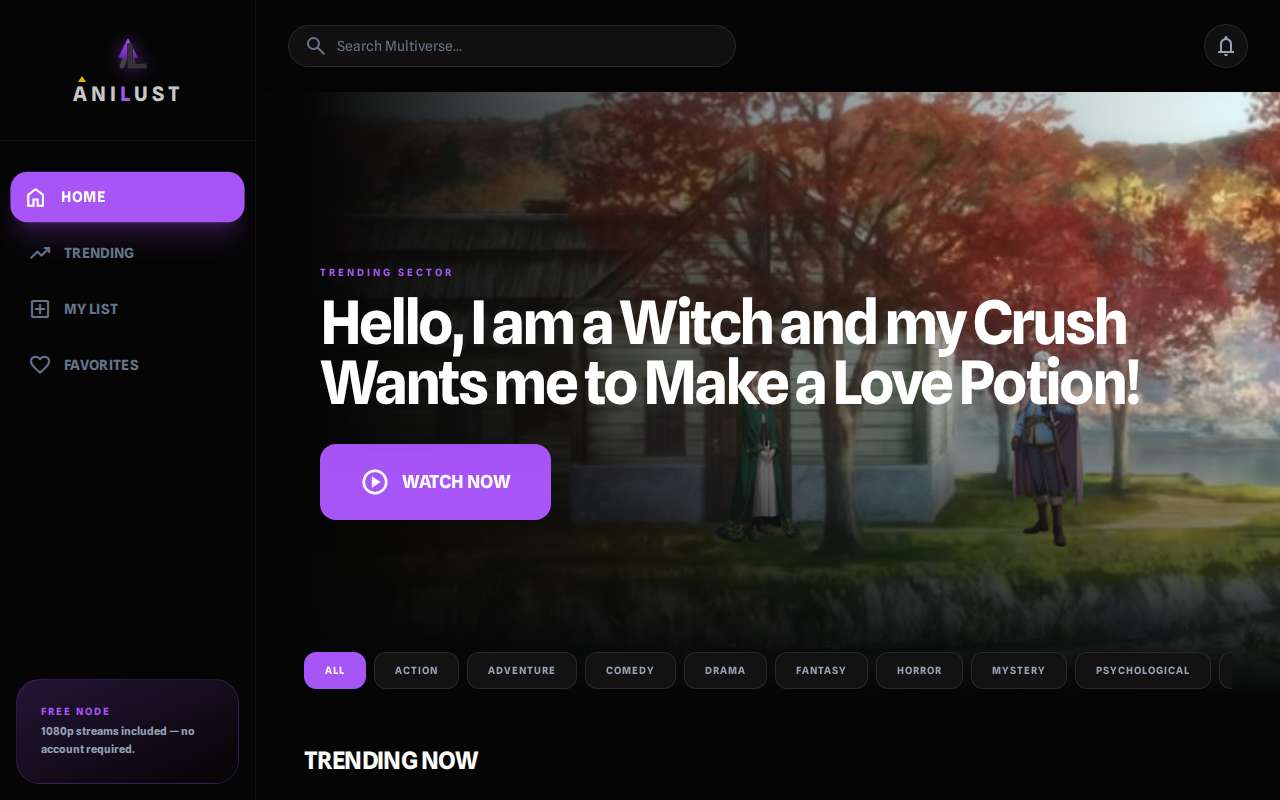 ANILUST
Search Multiverse...
HOME
TRENDING
MY LIST
FAVORITES
TRENDING SECTOR
Hello, I am a Witch and my Crush
Wants me to Make a Love Potion!
WATCH NOW
ALL
ACTION
ADVENTURE
COMEDY
DRAMA
FANTASY
HORROR
MYSTERY
PSYCHOLOGICAL
FREE NODE
1080p streams included — no
account required.
TRENDING NOW